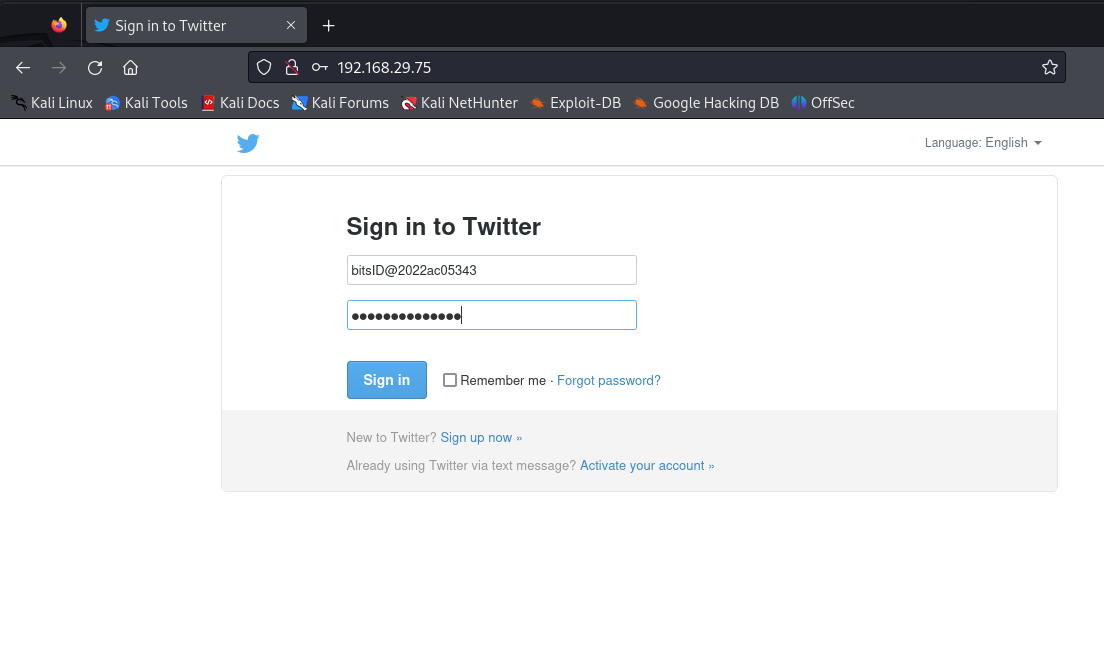 Sign in to Twitter
192.168.29.75
Kali Linux Kali Tools Kali Docs Kali Forums Kali NetHunter Exploit-DB Google Hacking DB OffSec
Language: English
Sign in to Twitter
bitsID@2022ac05343
●●●●●●●●●●●●●●
Sign in Remember me · Forgot password?
New to Twitter? Sign up now »
Already using Twitter via text message? Activate your account »